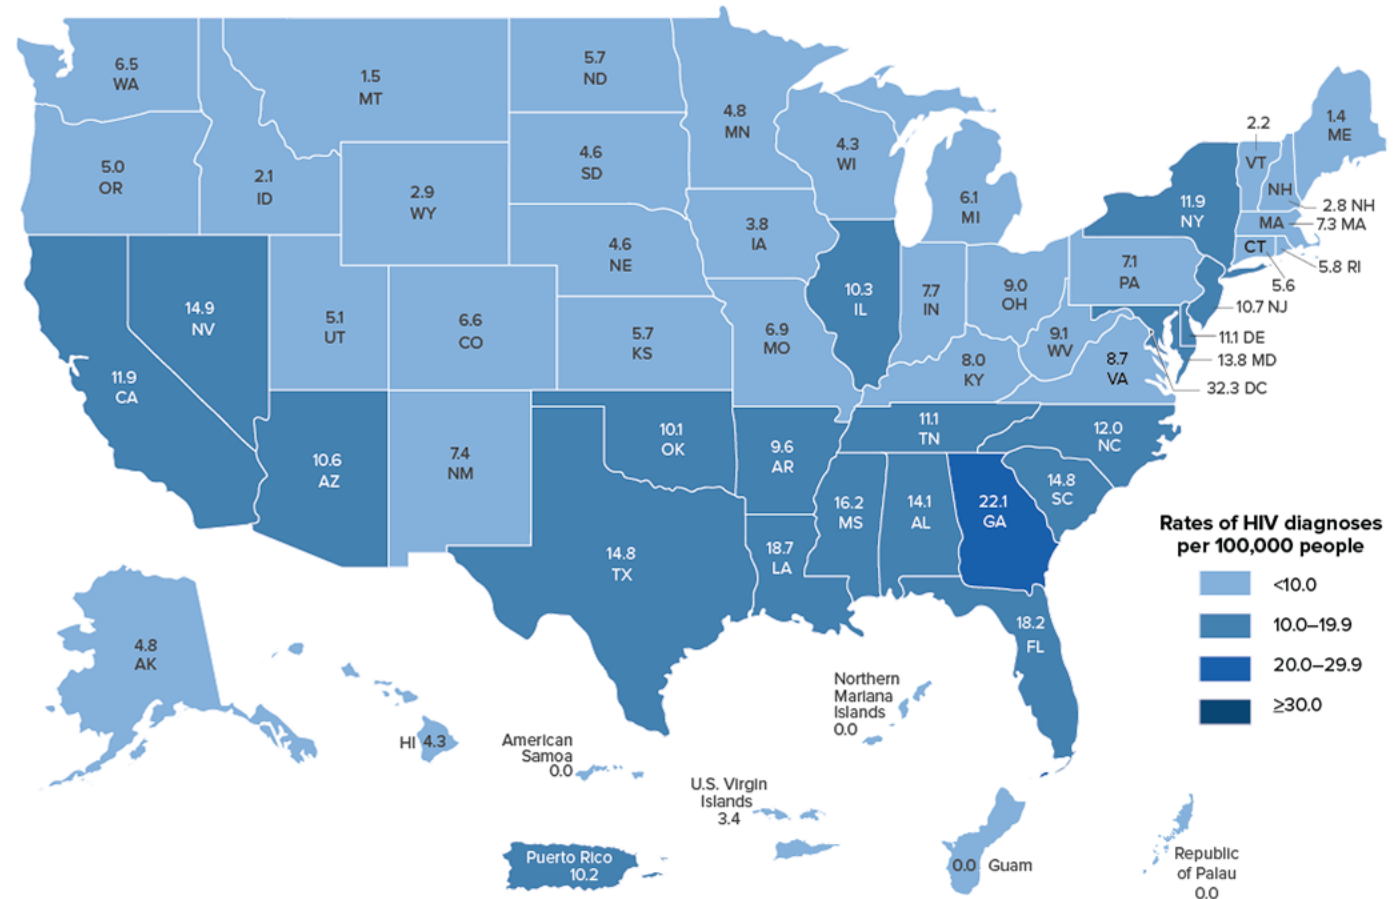 6.5
WA
1.5
MT
5.7
ND
4.8
MN
4.3
WI
6.1
MI
2.2
VT
1.4
ME
NH
2.8 NH
MA
7.3 MA
CT
5.6
5.8 RI
11.9
NY
5.0
OR
2.1
ID
2.9
WY
4.6
SD
3.8
IA
4.6
NE
7.1
PA
10.7 NJ
11.1 DE
13.8 MD
32.3 DC
14.9
NV
5.1
UT
6.6
CO
5.7
KS
6.9
MO
10.3
IL
7.7
IN
9.0
OH
9.1
WV
8.7
VA
8.0
KY
11.9
CA
10.6
AZ
7.4
NM
10.1
OK
9.6
AR
11.1
TN
12.0
NC
14.8
SC
14.8
TX
18.7
LA
16.2
MS
14.1
AL
22.1
GA
18.2
FL
Rates of HIV diagnoses
per 100,000 people
<10.0
10.0–19.9
20.0–29.9
≥30.0
4.8
AK
HI 4.3
American
Samoa
0.0
Northern
Mariana
Islands
0.0
U.S. Virgin
Islands
3.4
Puerto Rico
10.2
0.0 Guam
Republic
of Palau
0.0